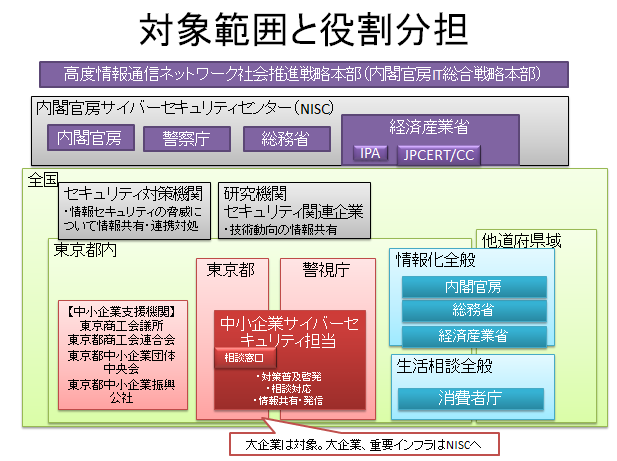 対象範囲と役割分担
高度情報通信ネットワーク社会推進戦略本部（内閣官房IT総合戦略本部）
内閣官房サイバーセキュリティセンター（NISC）
内閣官房
警察庁
総務省
経済産業省
IPA
JPCERT/CC
全国
セキュリティ対策機関
・情報セキュリティの脅威に
ついて情報共有・連携対処
研究機関
セキュリティ関連企業
・技術動向の情報共有
他道府県域
東京都内
【中小企業支援機関】
東京商工会議所
東京都商工会連合会
東京都中小企業団体
中央会
東京都中小企業振興
公社
東京都
警視庁
中小企業サイバーセ
キュリティ担当
相談窓口
・対策普及啓発
・相談対応
・情報共有・発信
情報化全般
内閣官房
総務省
経済産業省
生活相談全般
消費者庁
大企業は対象。大企業、重要インフラはNISCへ